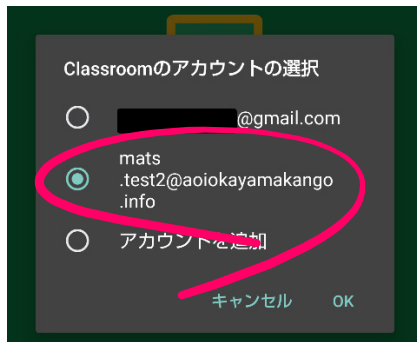 Classroomのアカウントの選択
@gmail.com
mats
.test2@aoiokayamakango
.info
アカウントを追加
キャンセル OK